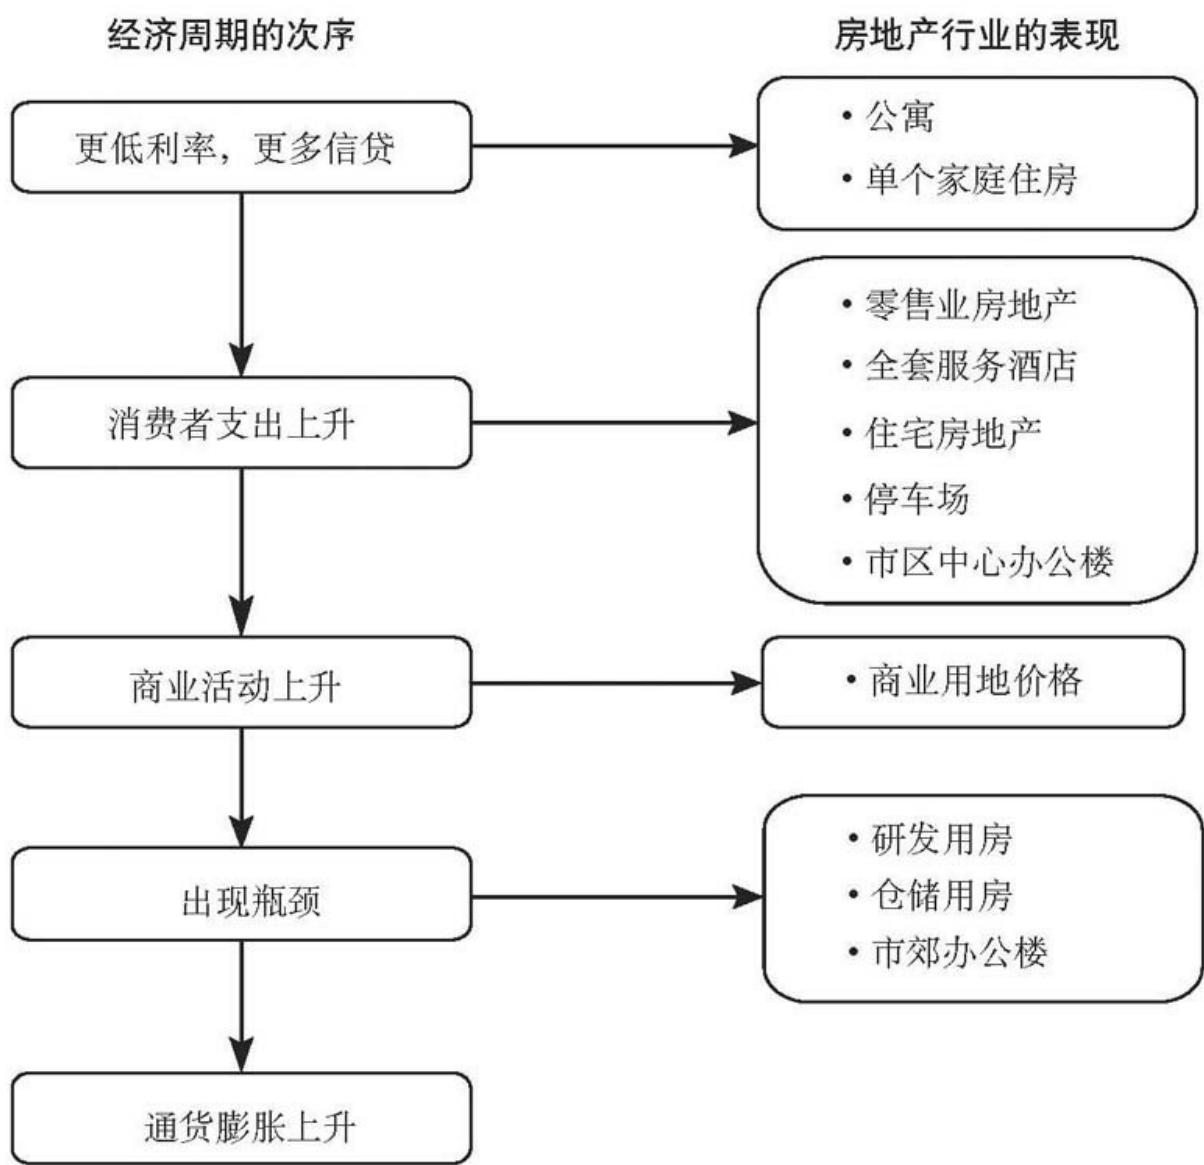 经济周期的次序
房地产行业的表现
更低利率，更多信贷
•公寓
•单个家庭住房
消费者支出上升
•零售业房地产
•全套服务酒店
•住宅房地产
•停车场
•市区中心办公楼
商业活动上升
•商业用地价格
出现瓶颈
•研发用房
•仓储用房
•市郊办公楼
通货膨胀上升